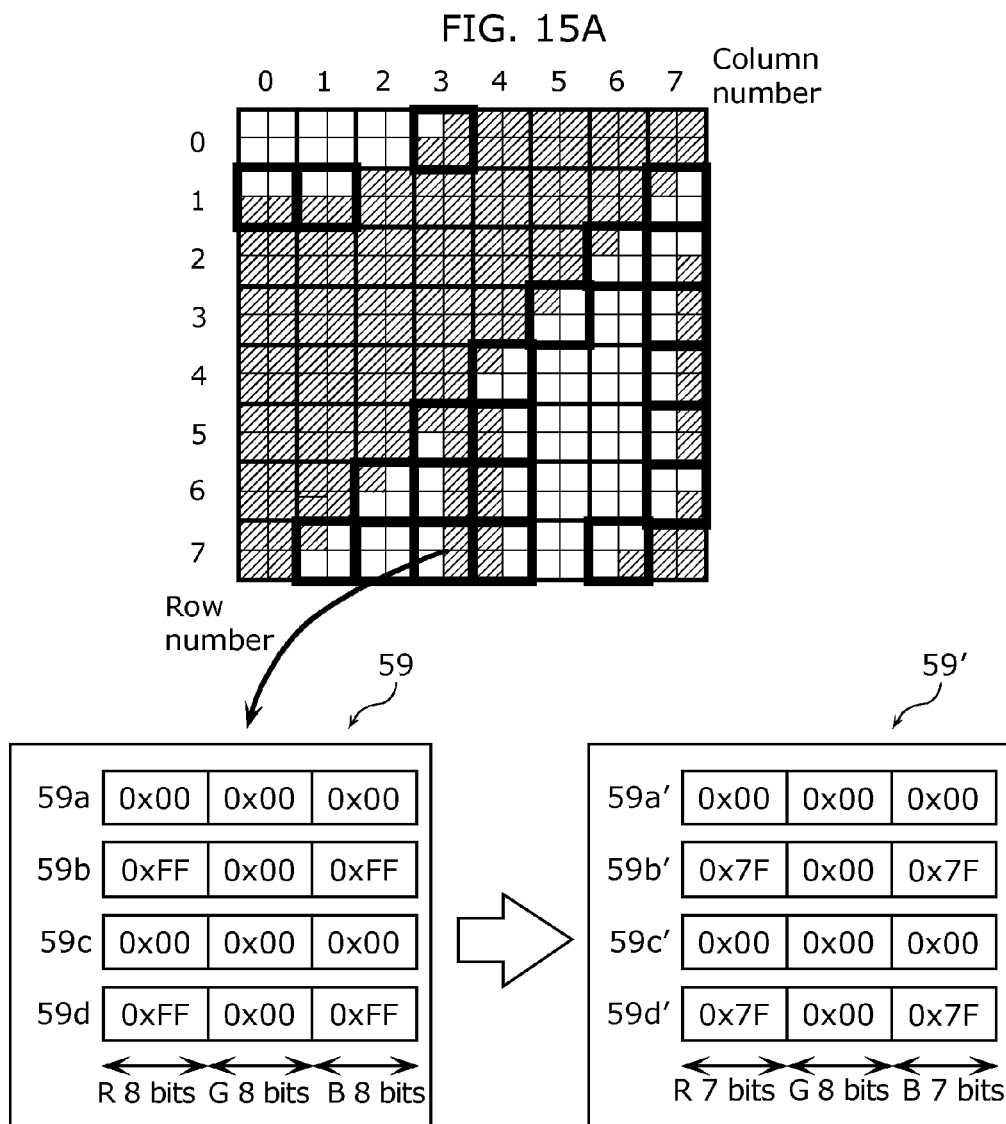 FIG. 15A
Column
number
0 1 2 3 4 5 6 7
0
1
2
3
4
5
6
7
Row
number
59
59a 0x00 0x00 0x00
59b 0xFF 0x00 0xFF
59c 0x00 0x00 0x00
59d 0xFF 0x00 0xFF
R 8 bits G 8 bits B 8 bits
59′
59a′ 0x00 0x00 0x00
59b′ 0x7F 0x00 0x7F
59c′ 0x00 0x00 0x00
59d′ 0x7F 0x00 0x7F
R 7 bits G 8 bits B 7 bits